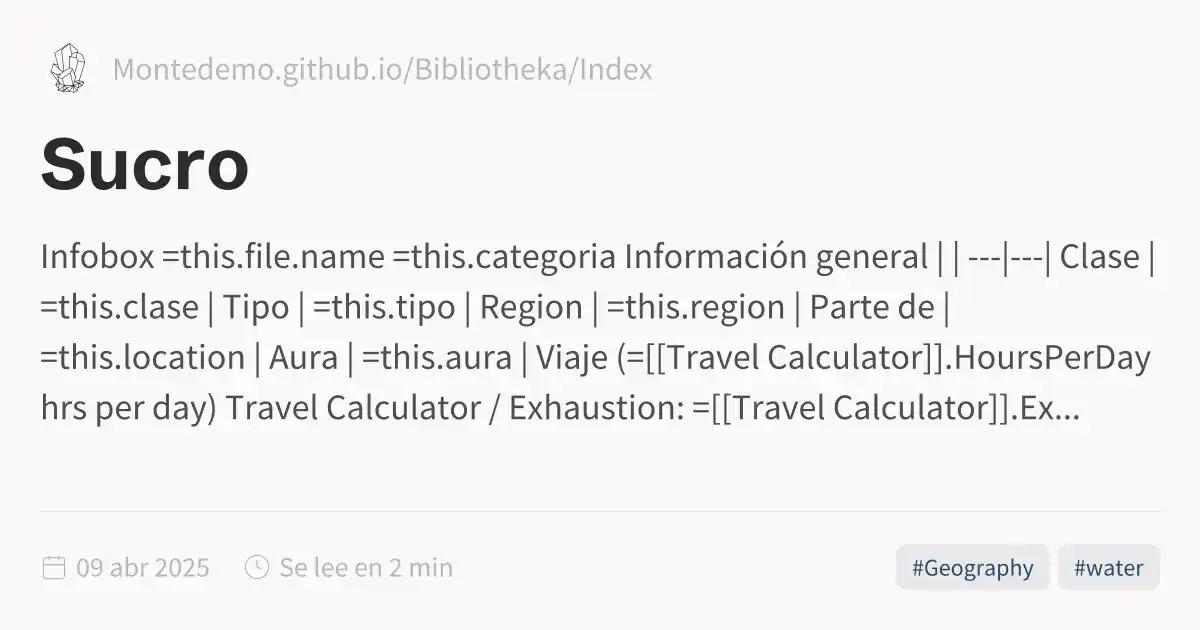 Montedemo.github.io/Bibliotheka/Index
Sucro
Infobox =this.file.name =this.categoria Información general | | ---|---| Clase |
=this.clase | Tipo | =this.tipo | Region | =this.region | Parte de |
=this.location | Aura | =this.aura | Viaje (=[[Travel Calculator]].HoursPerDay
hrs per day) Travel Calculator / Exhaustion: =[[Travel Calculator]].Ex...
09 abr 2025 Se lee en 2 min #Geography #water